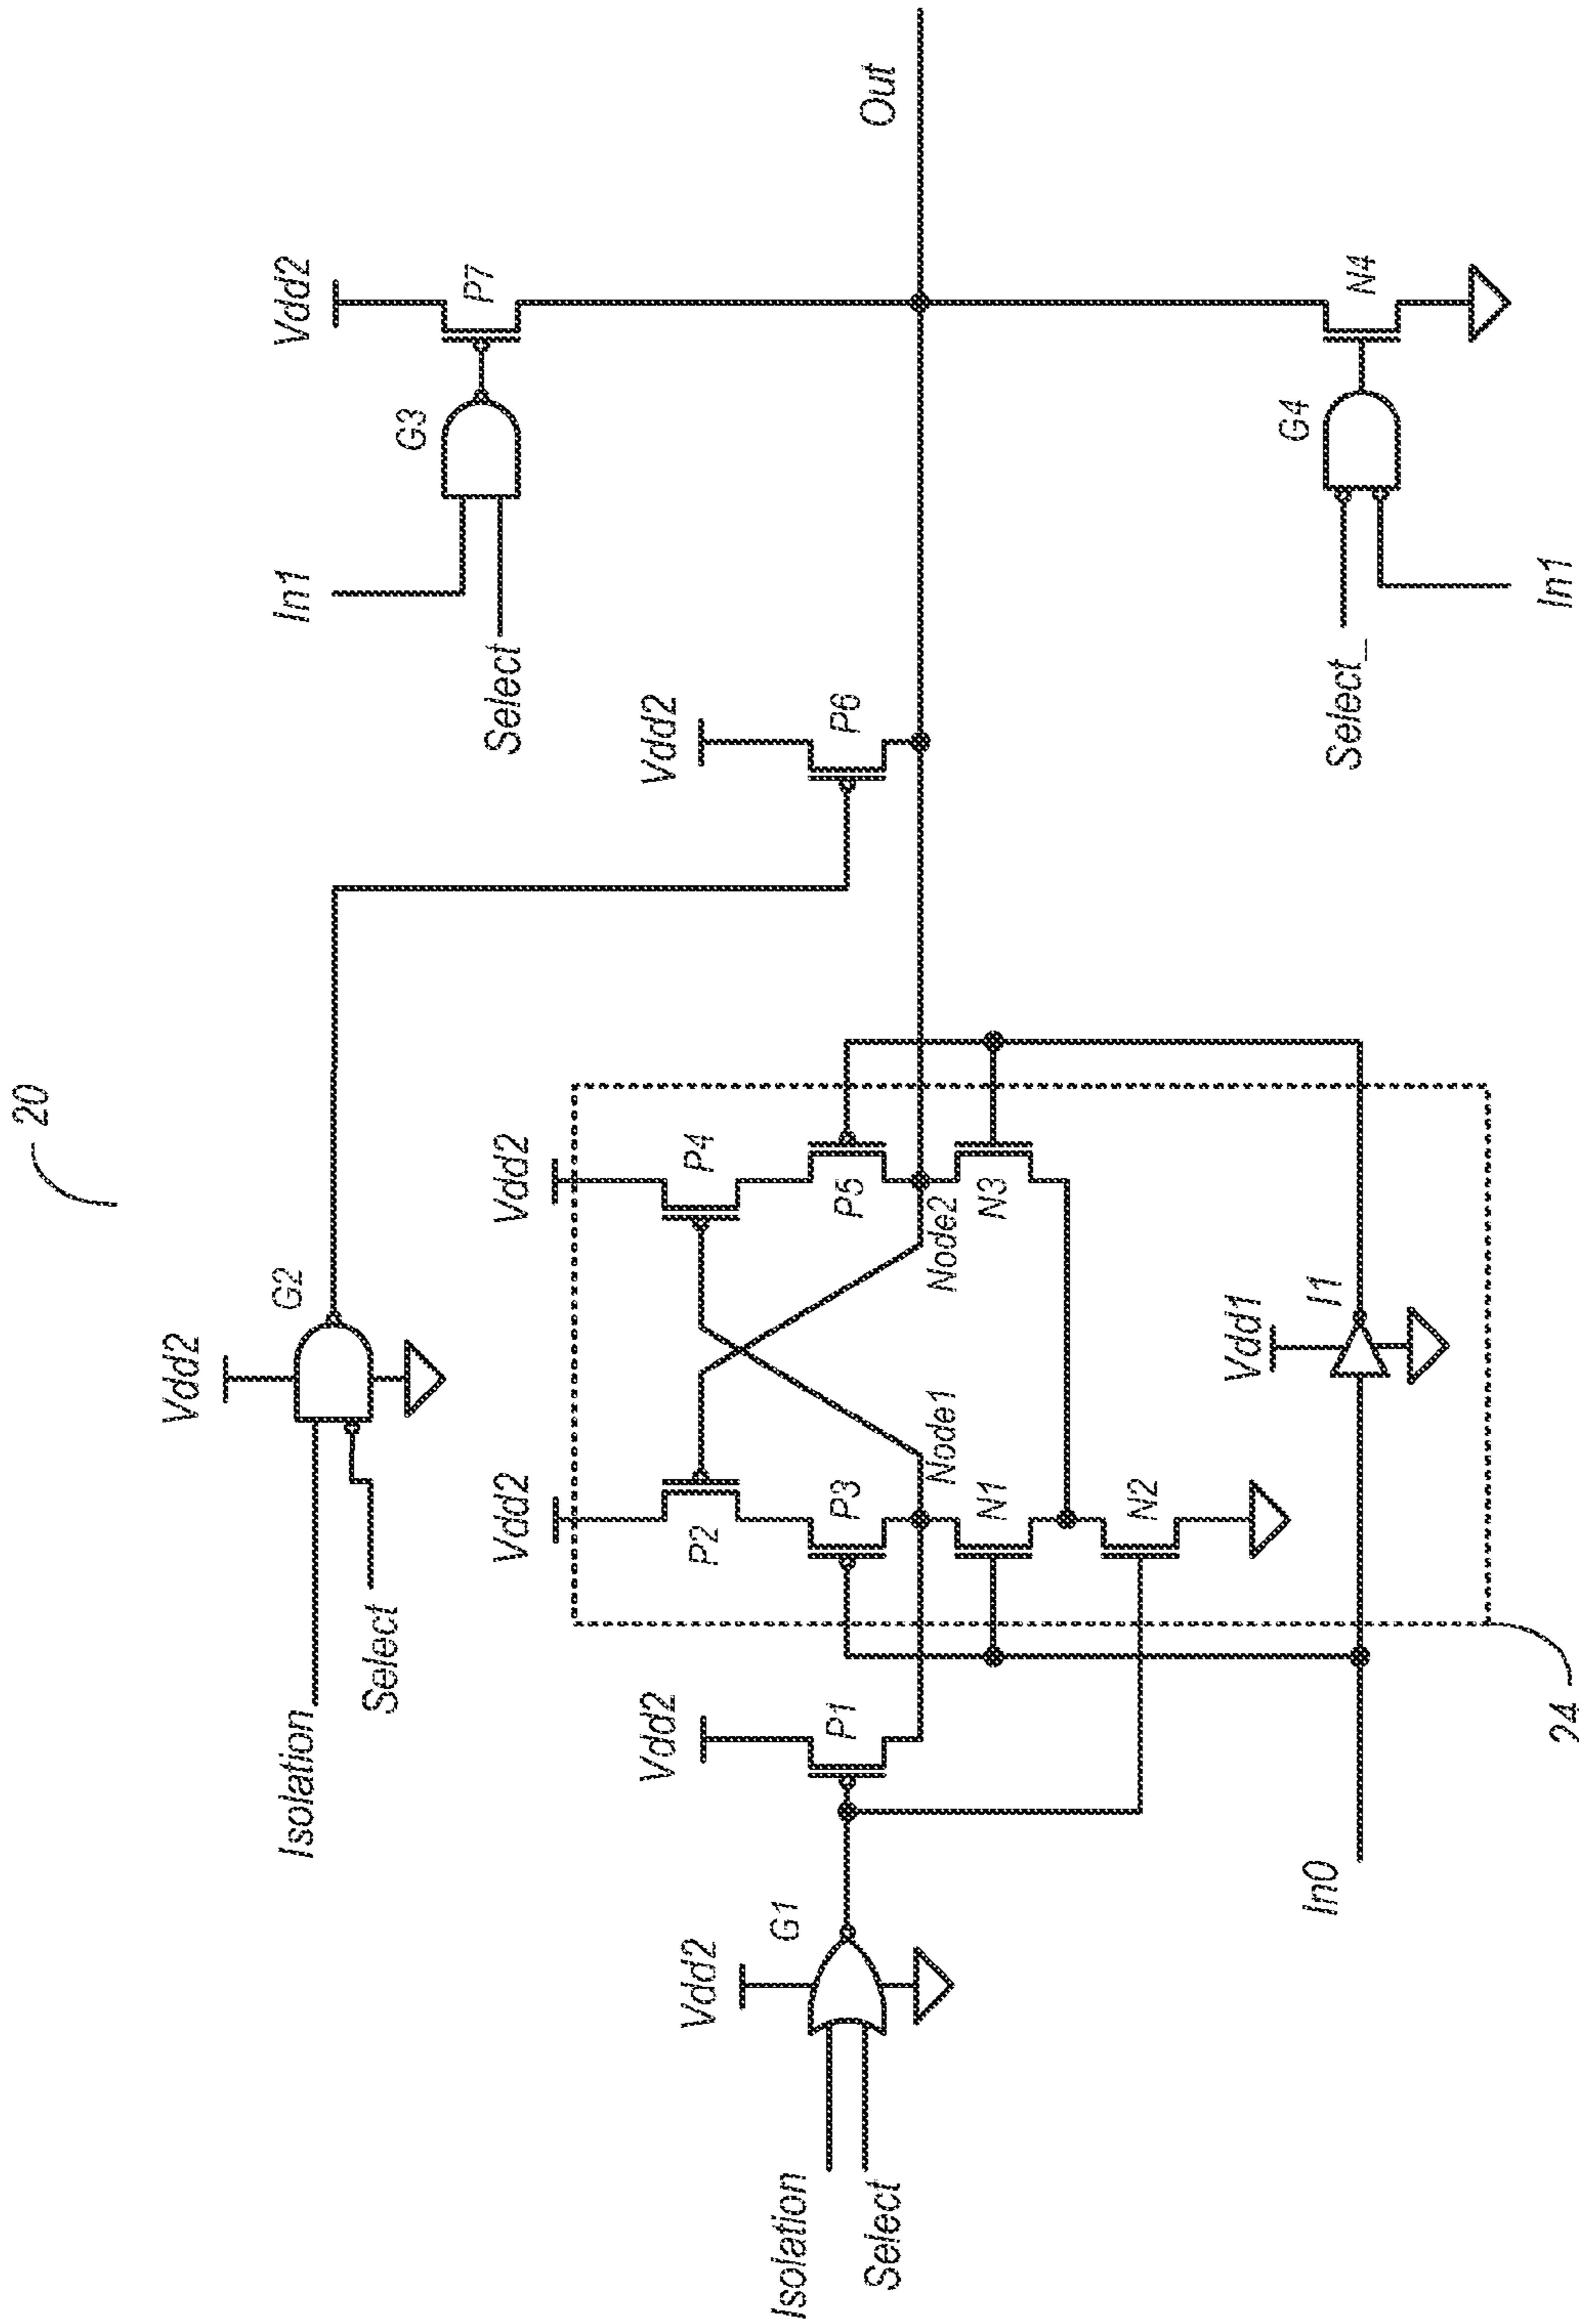 20
Vdd2
G2
Isolation
Select
Vdd2
In1
G3
Select
P7
Vdd2
P6
Vdd2
P2
Vdd2
P4
Vdd2
G1
Isolation
Select
Vdd2
P1
P3
P5
Node1
Node2
Out
N1
N3
N2
Vdd1
I1
In0
24
Select_
G4
N4
In1